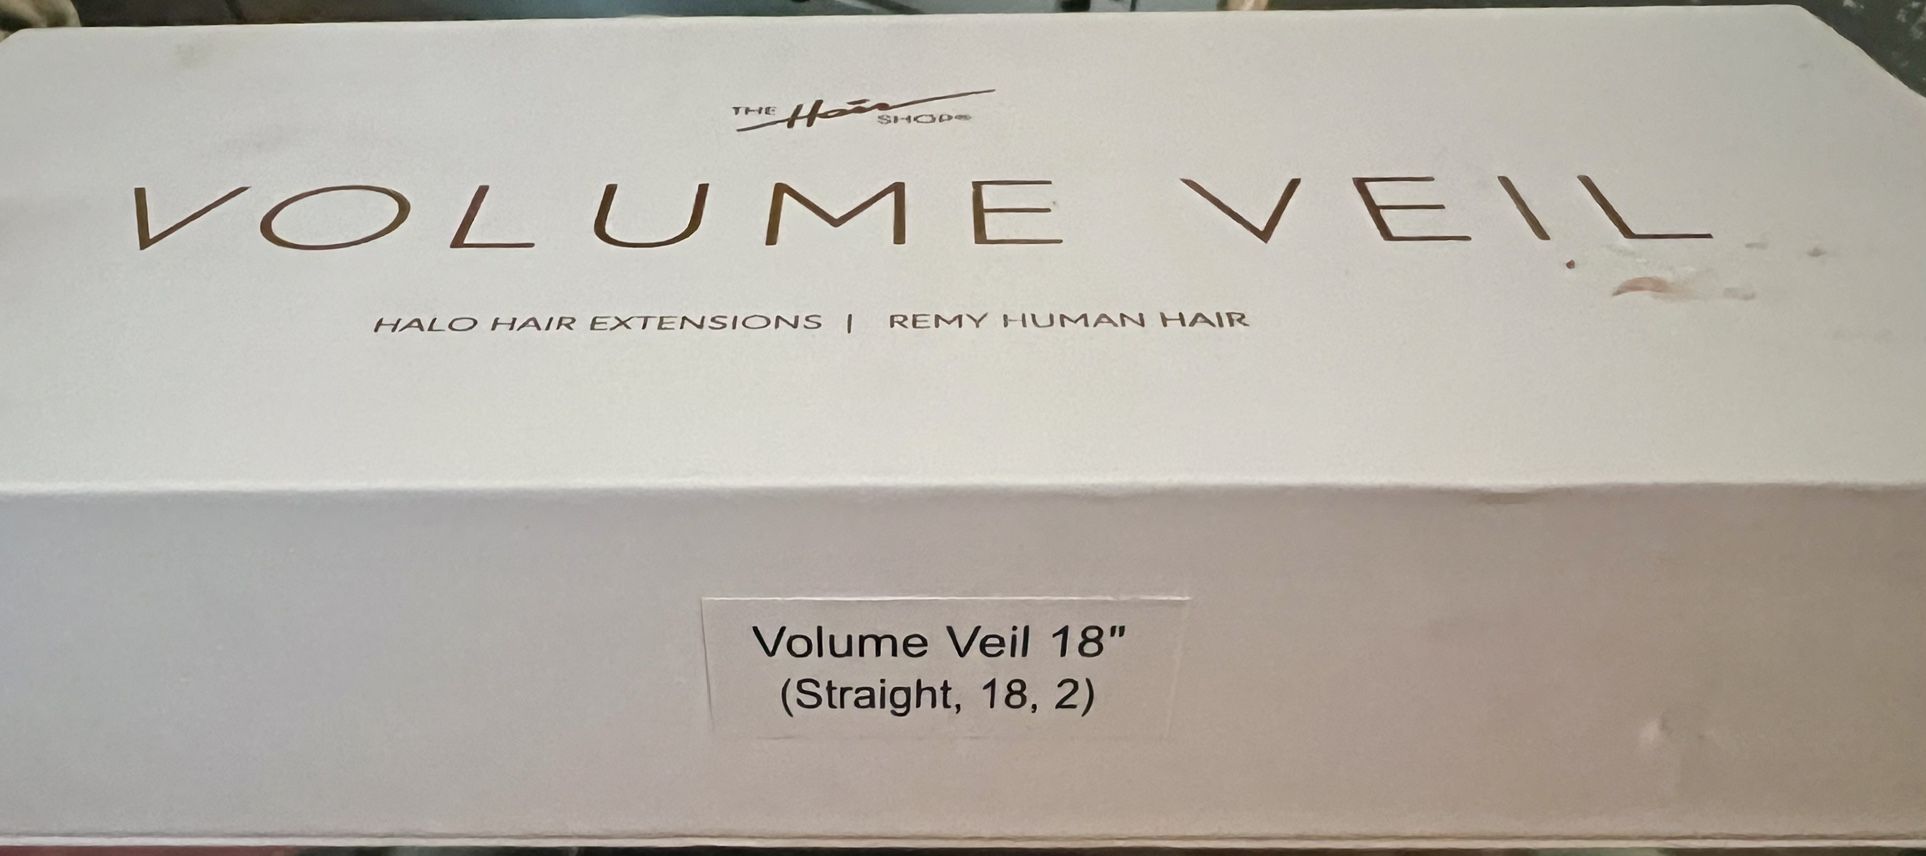 THE Hair SHOP®
VOLUME VEIL
HALO HAIR EXTENSIONS | REMY HUMAN HAIR
Volume Veil 18"
(Straight, 18, 2)